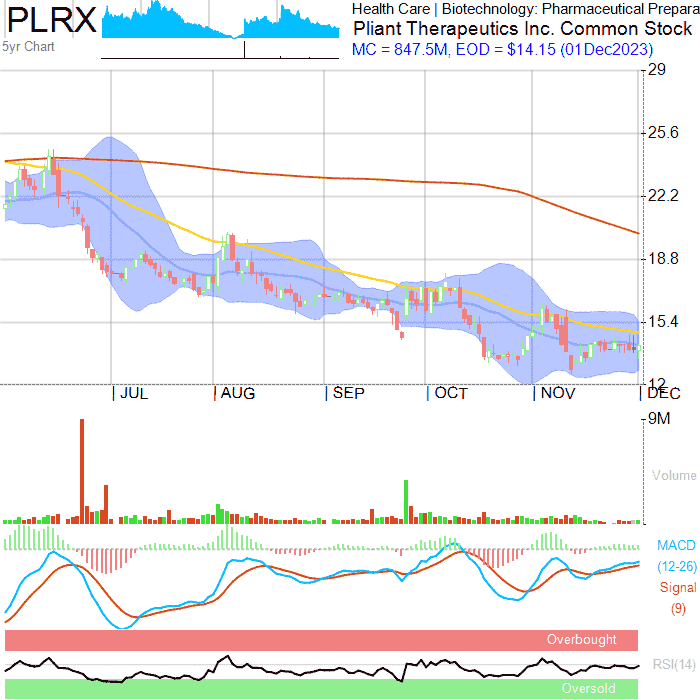 PLRX
5yr Chart
Health Care | Biotechnology: Pharmaceutical Prepara
Pliant Therapeutics Inc. Common Stock
MC = 847.5M, EOD = $14.15 (01Dec2023)
29
25.6
22.2
18.8
15.4
12
JUL
AUG
SEP
OCT
NOV
DEC
9M
Volume
MACD
(12-26)
Signal
(9)
Overbought
RSI(14)
Oversold